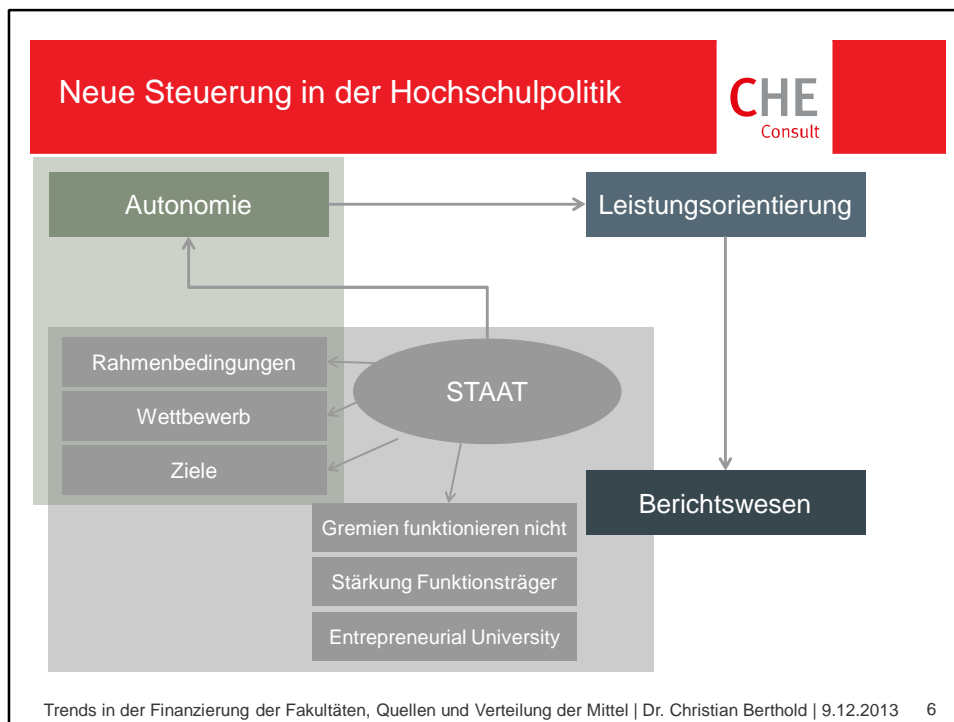 Neue Steuerung in der Hochschulpolitik
CHE
Consult
Autonomie
Leistungsorientierung
Rahmenbedingungen
STAAT
Wettbewerb
Ziele
Berichtswesen
Gremien funktionieren nicht
Stärkung Funktionsträger
Entrepreneurial University
Trends in der Finanzierung der Fakultäten, Quellen und Verteilung der Mittel | Dr. Christian Berthold | 9.12.2013 6